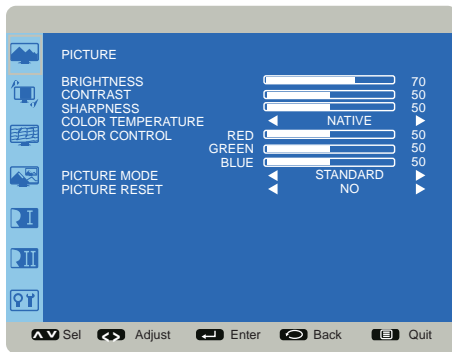 PICTURE
BRIGHTNESS 70
CONTRAST 50
SHARPNESS 50
COLOR TEMPERATURE NATIVE
COLOR CONTROL RED 50
GREEN 50
BLUE 50
PICTURE MODE STANDARD
PICTURE RESET NO
Sel Adjust Enter Back Quit